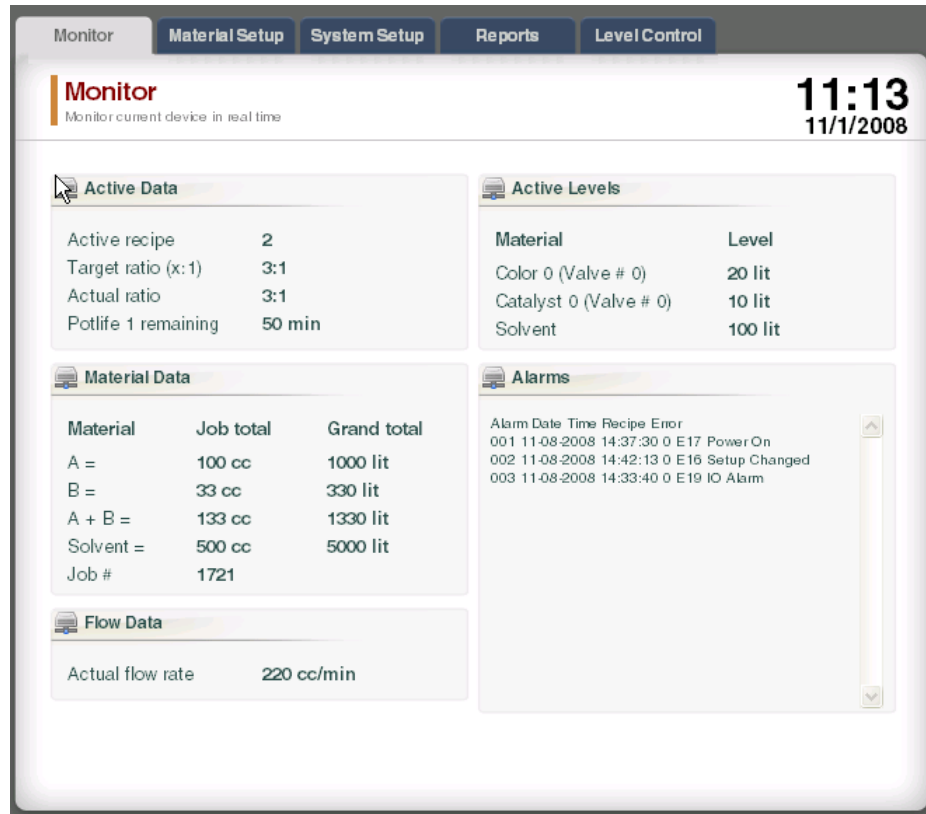 Monitor Material Setup System Setup Reports Level Control
Monitor
Monitor current device in real time
11:13
11/1/2008
Active Data
Active recipe 2
Target ratio (x:1) 3:1
Actual ratio 3:1
Potlife 1 remaining 50 min
Active Levels
Material Level
Color 0 (Valve # 0) 20 lit
Catalyst 0 (Valve # 0) 10 lit
Solvent 100 lit
Material Data
Material Job total Grand total
A = 100 cc 1000 lit
B = 33 cc 330 lit
A + B = 133 cc 1330 lit
Solvent = 500 cc 5000 lit
Job # 1721
Alarms
Alarm Date Time Recipe Error
001 11-08-2008 14:37:30 0 E17 Power On
002 11-08-2008 14:42:13 0 E16 Setup Changed
003 11-08-2008 14:33:40 0 E19 IO Alarm
Flow Data
Actual flow rate 220 cc/min